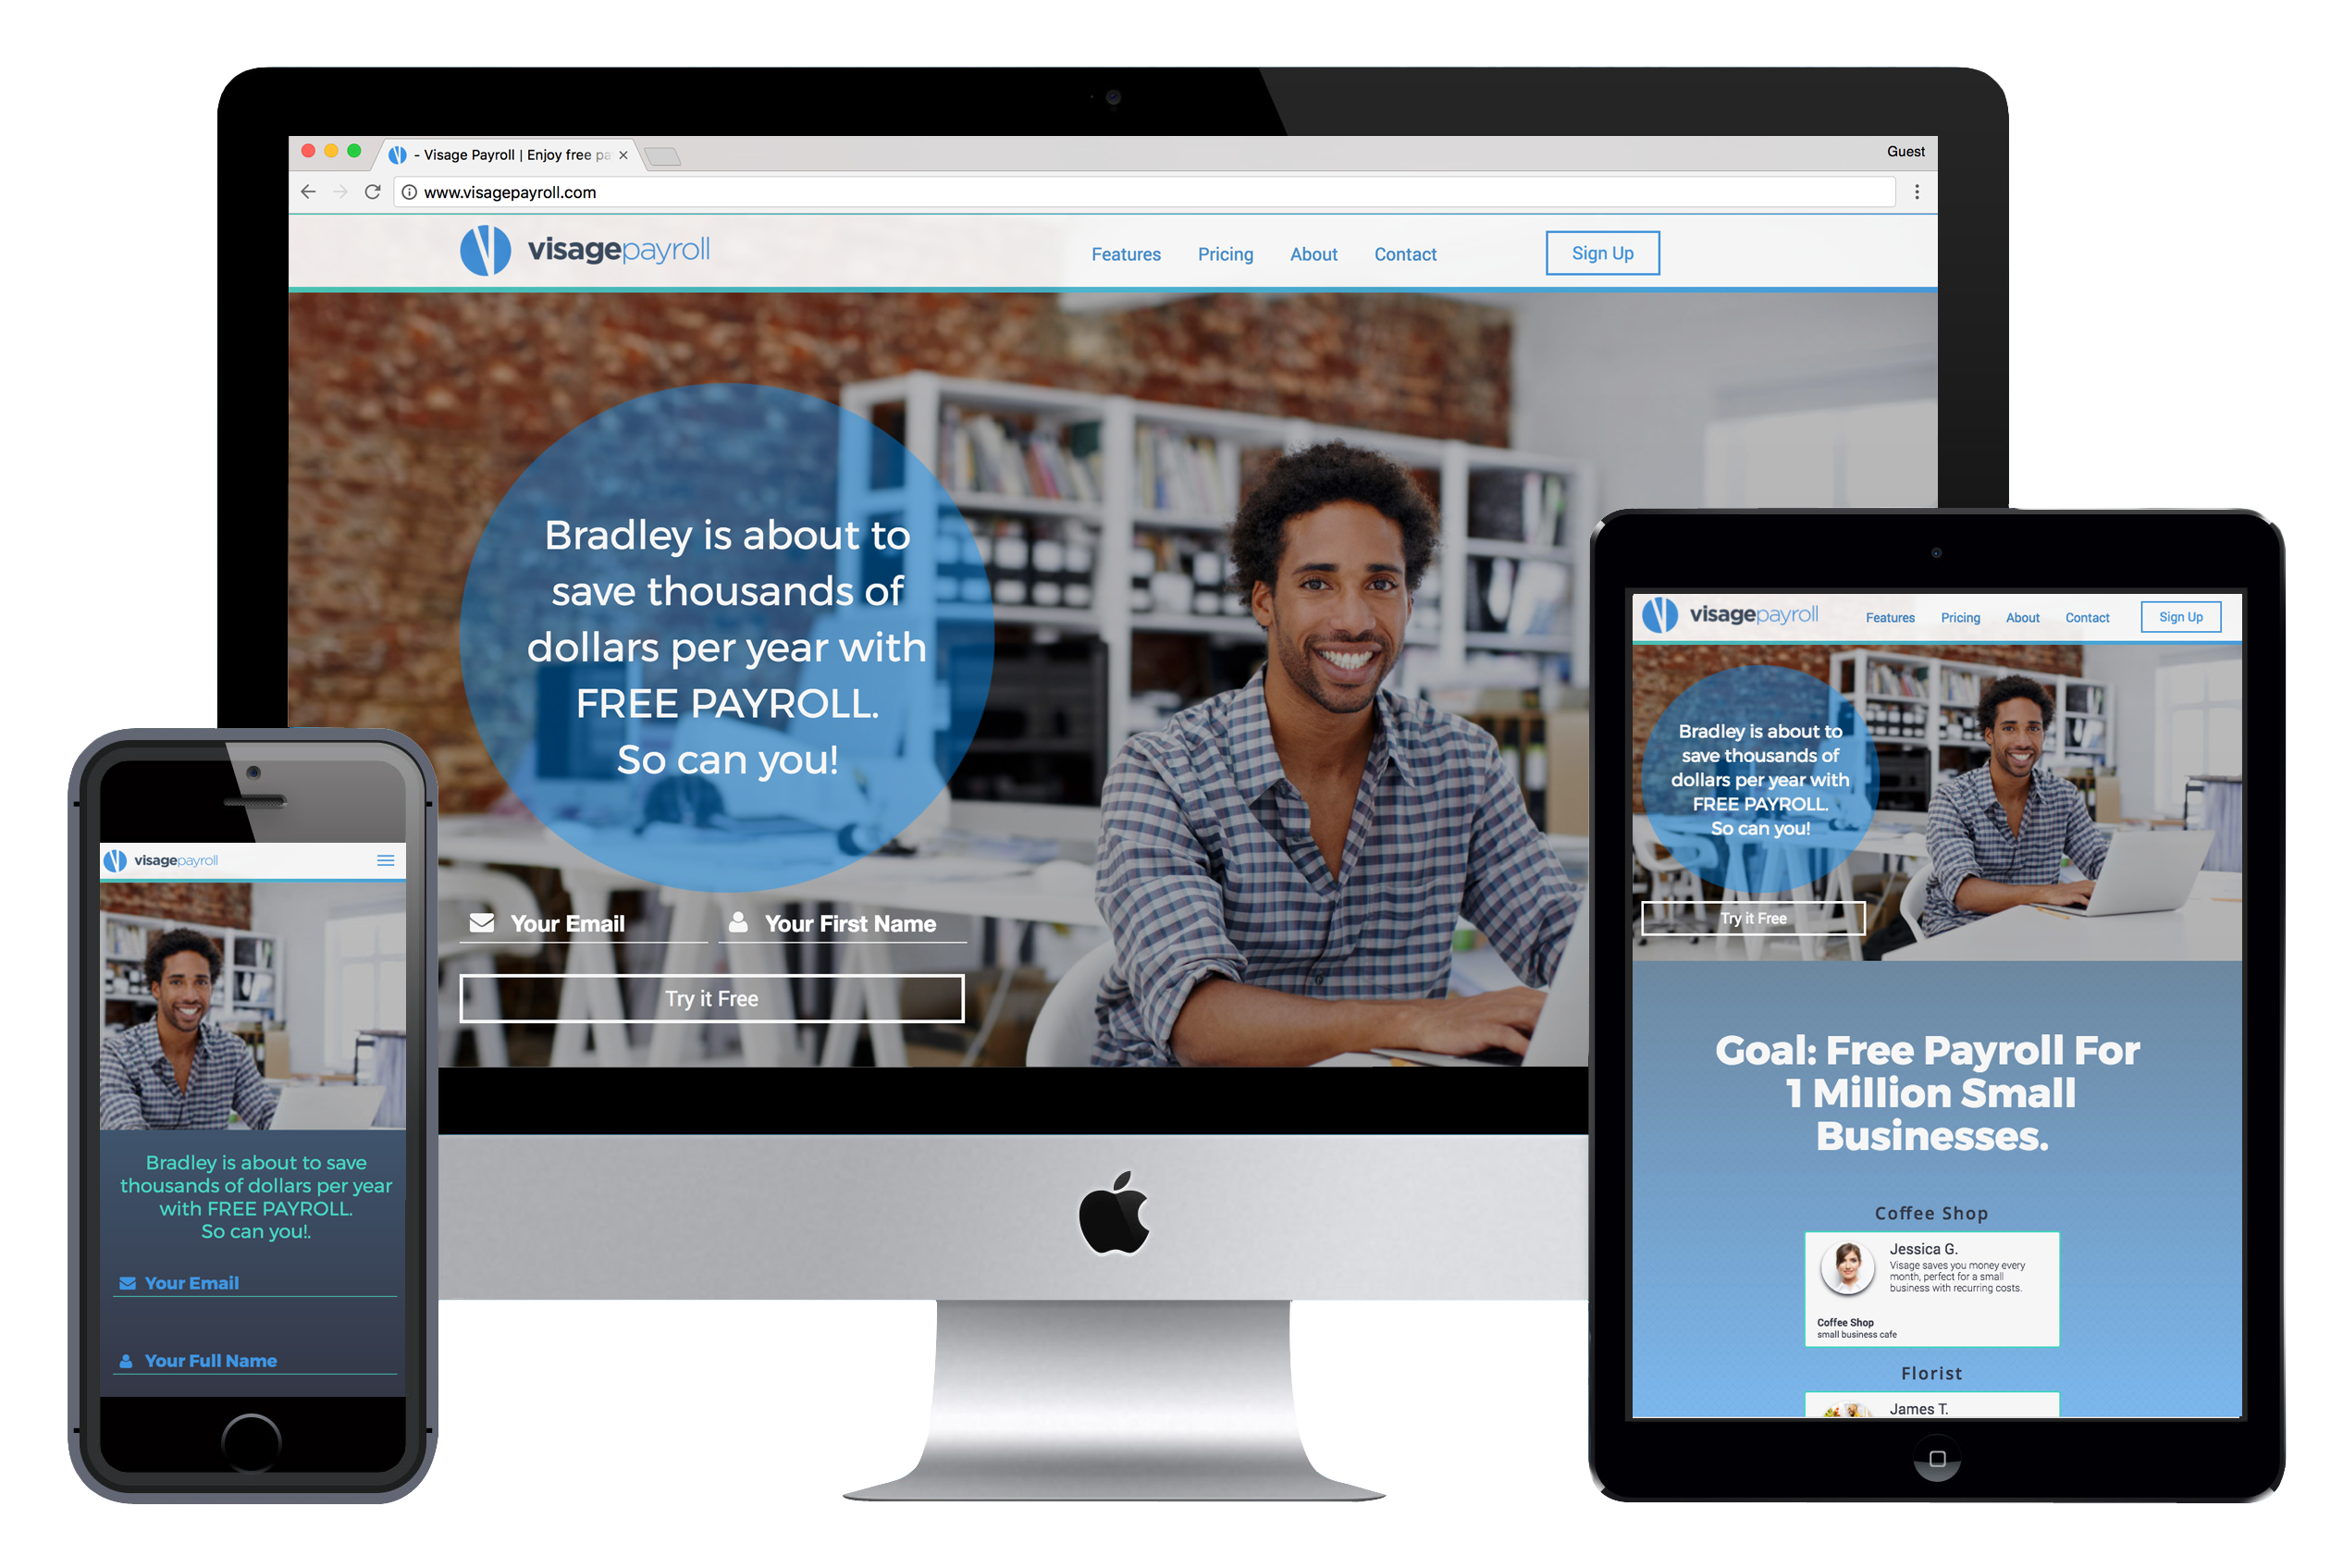 - Visage Payroll | Enjoy free pa
Guest
www.visagepayroll.com
visagepayroll
Features Pricing About Contact Sign Up
Bradley is about to
save thousands of
dollars per year with
FREE PAYROLL.
So can you!
Your Email Your First Name
Try it Free
visagepayroll
Bradley is about to save
thousands of dollars per year
with FREE PAYROLL.
So can you!.
Your Email
Your Full Name
visagepayroll Features Pricing About Contact Sign Up
Bradley is about to
save thousands of
dollars per year with
FREE PAYROLL.
So can you!
Try it Free
Goal: Free Payroll For
1 Million Small
Businesses.
Coffee Shop
Jessica G.
Visage saves you money every
month, perfect for a small
business with recurring costs.
Coffee Shop
small business cafe
Florist
James T.